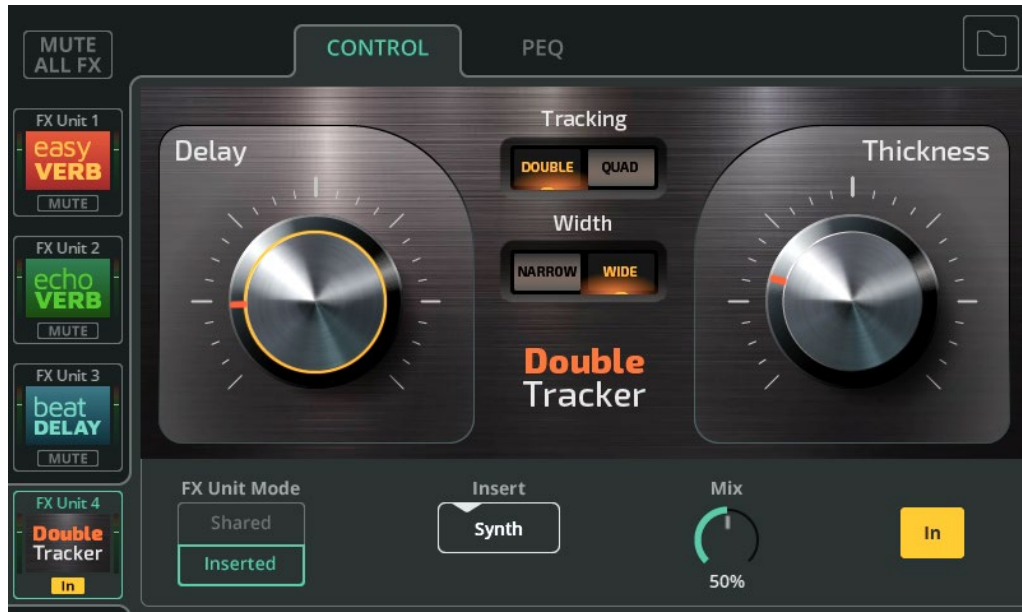 MUTE
ALL FX
CONTROL
PEQ
FX Unit 1
easy
VERB
MUTE
FX Unit 2
echo
VERB
MUTE
FX Unit 3
beat
DELAY
MUTE
FX Unit 4
Double
Tracker
In
Delay
Tracking
DOUBLE QUAD
Width
NARROW WIDE
Double
Tracker
Thickness
FX Unit Mode
Shared
Inserted
Insert
Synth
Mix
50%
In